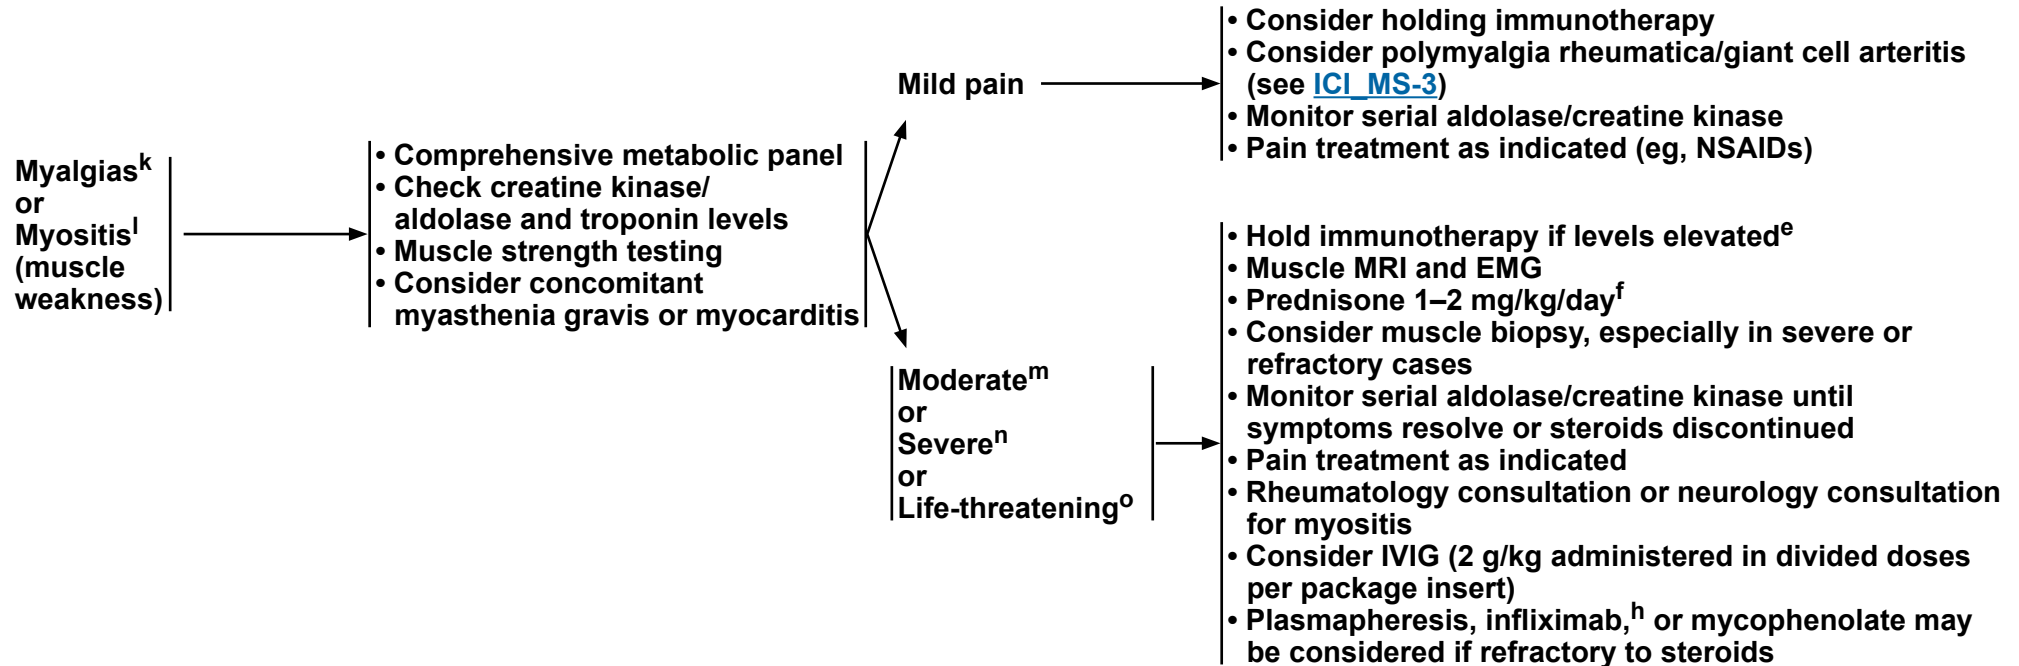 Myalgiask
or
Myositisl
(muscle
weakness)
• Comprehensive metabolic panel
• Check creatine kinase/
aldolase and troponin levels
• Muscle strength testing
• Consider concomitant
myasthenia gravis or myocarditis
Mild pain
• Consider holding immunotherapy
• Consider polymyalgia rheumatica/giant cell arteritis
(see ICI_MS-3)
• Monitor serial aldolase/creatine kinase
• Pain treatment as indicated (eg, NSAIDs)
Moderatem
or
Severen
or
Life-threateningo
• Hold immunotherapy if levels elevatede
• Muscle MRI and EMG
• Prednisone 1–2 mg/kg/dayf
• Consider muscle biopsy, especially in severe or
refractory cases
• Monitor serial aldolase/creatine kinase until
symptoms resolve or steroids discontinued
• Pain treatment as indicated
• Rheumatology consultation or neurology consultation
for myositis
• Consider IVIG (2 g/kg administered in divided doses
per package insert)
• Plasmapheresis, infliximab,h or mycophenolate may
be considered if refractory to steroids